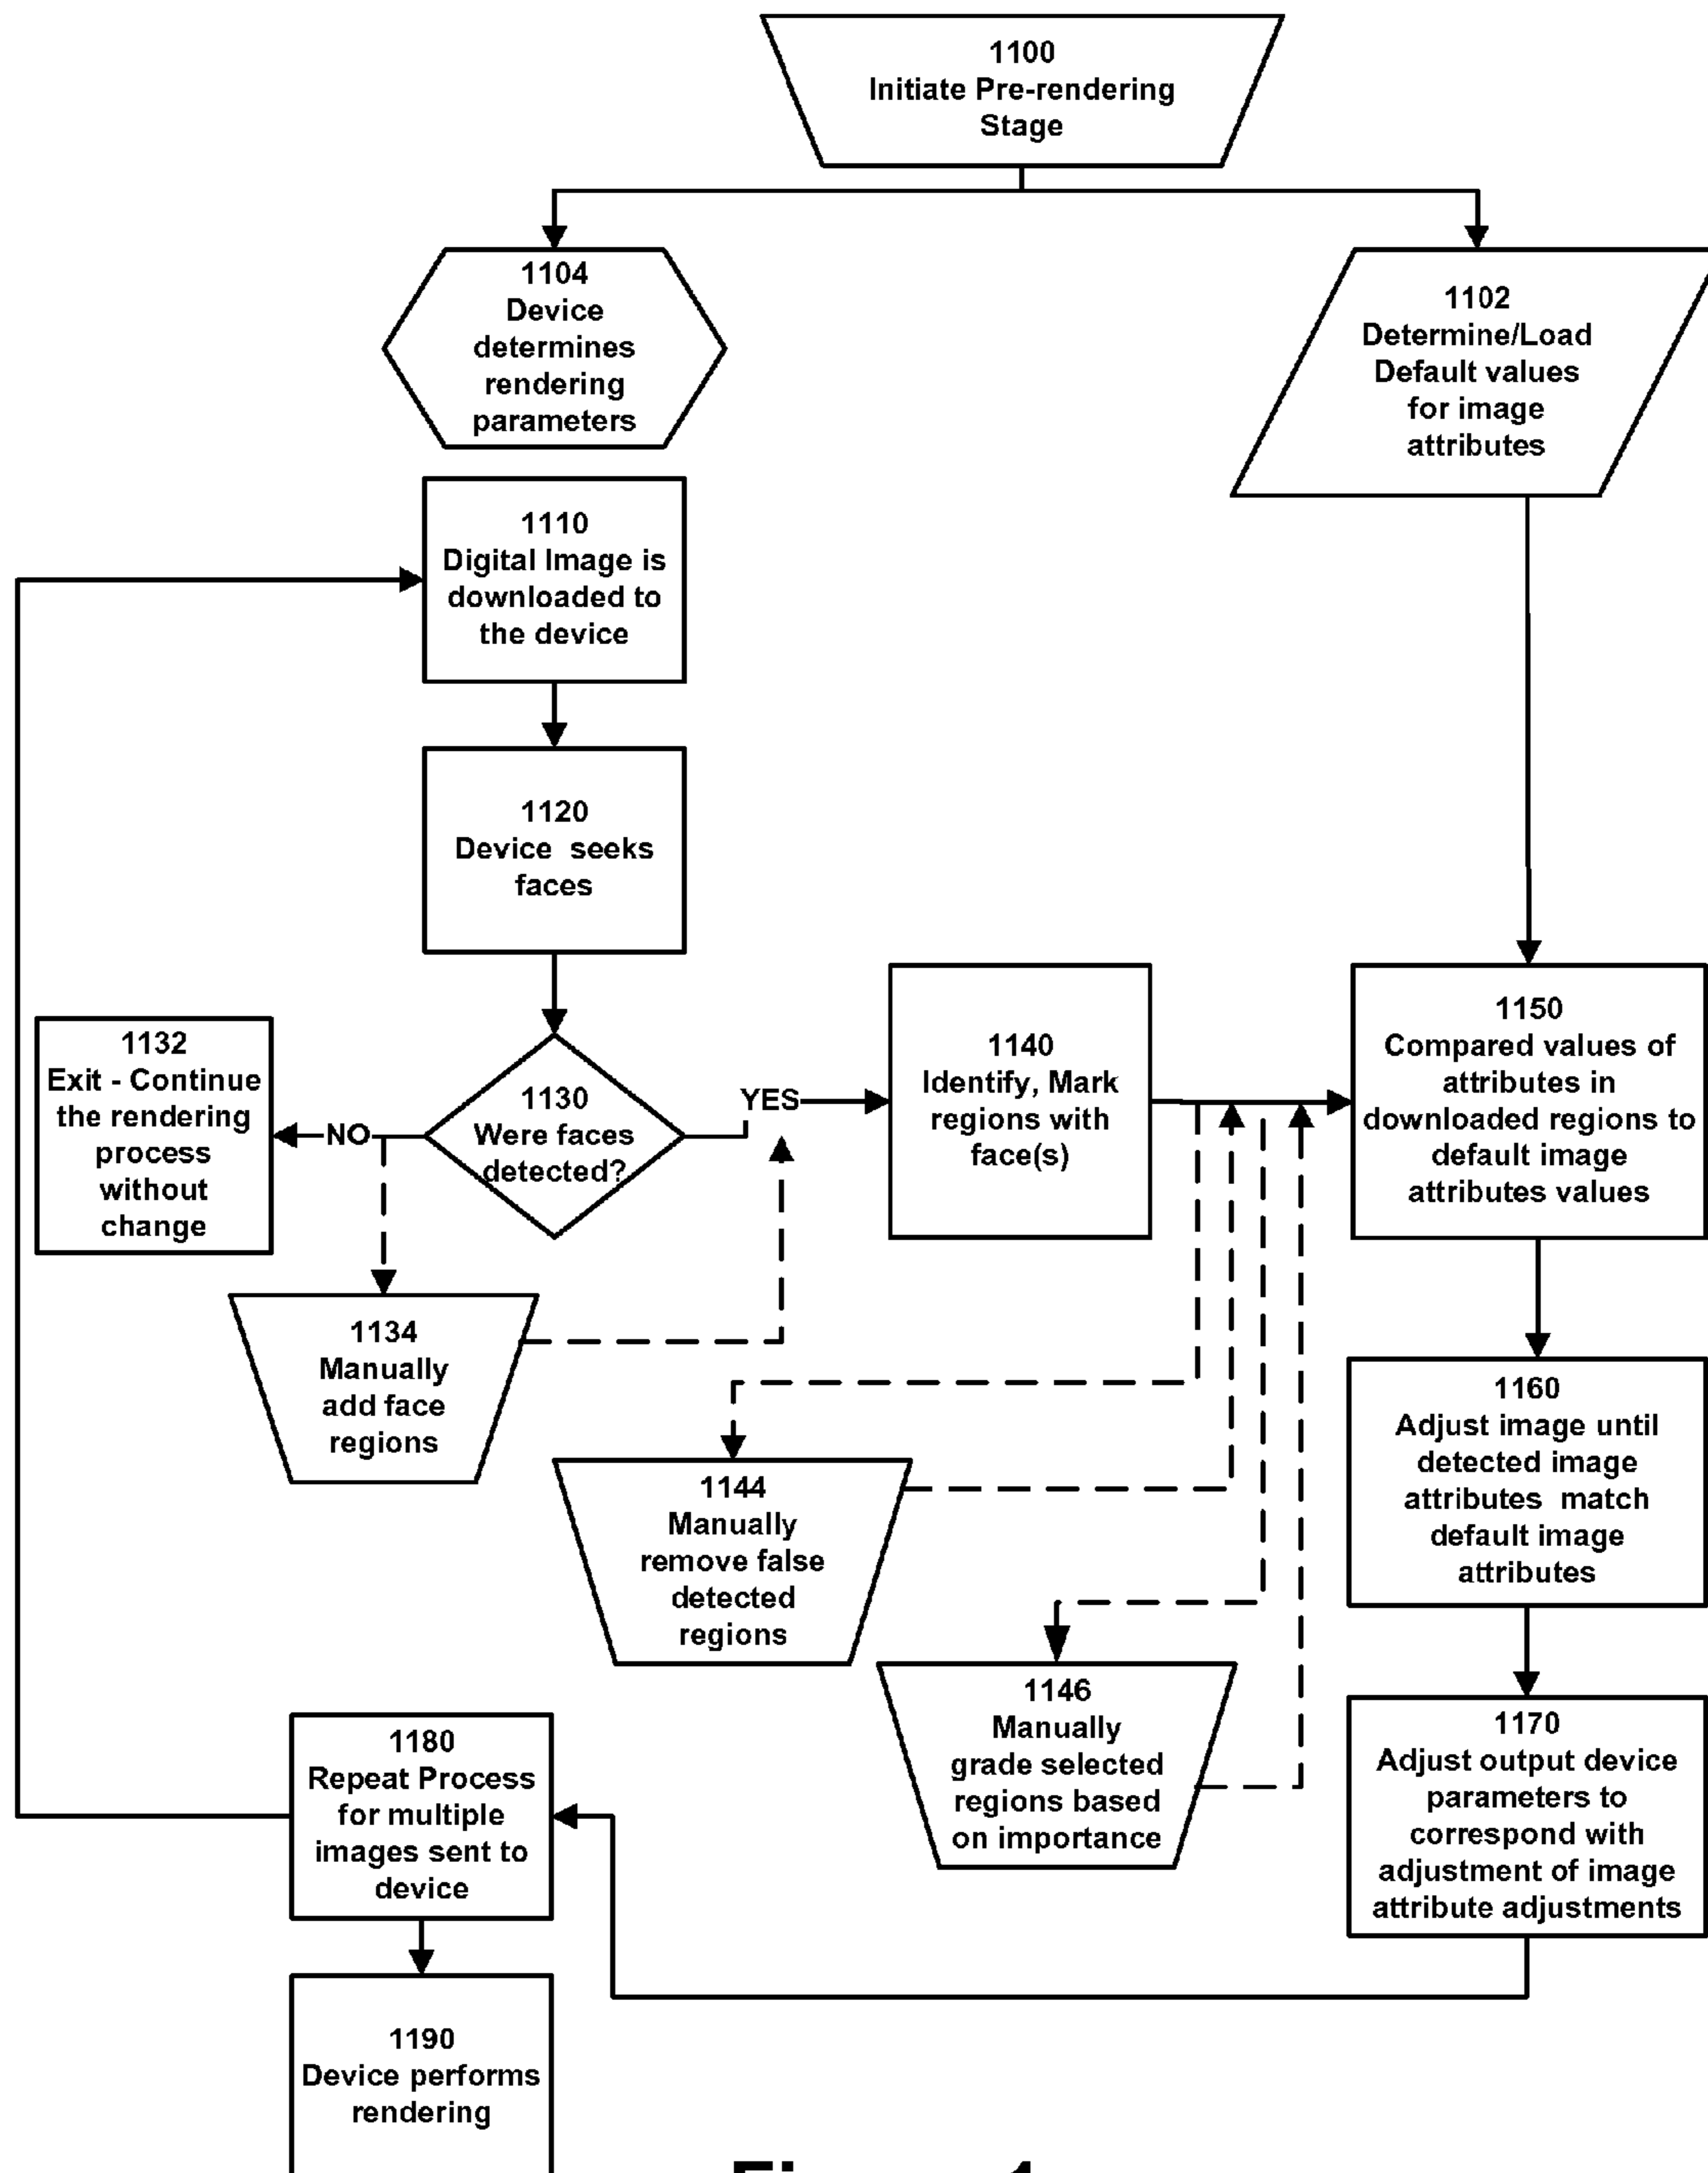 1100
Initiate Pre-rendering
Stage
1104
Device
determines
rendering
parameters
1102
Determine/Load
Default values
for image
attributes
1110
Digital Image is
downloaded to
the device
1120
Device seeks
faces
1132
Exit - Continue
the rendering
process
without
change
NO
1130
Were faces
detected?
YES
1140
Identify, Mark
regions with
face(s)
1150
Compared values of
attributes in
downloaded regions to
default image
attributes values
1134
Manually
add face
regions
1144
Manually
remove false
detected
regions
1160
Adjust image until
detected image
attributes match
default image
attributes
1146
Manually
grade selected
regions based
on importance
1170
Adjust output device
parameters to
correspond with
adjustment of image
attribute adjustments
1180
Repeat Process
for multiple
images sent to
device
1190
Device performs
rendering